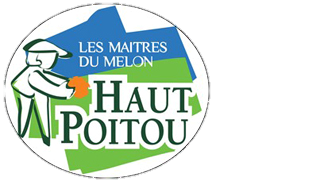 LES MAITRES
DU MELON
HAUT
POITOU